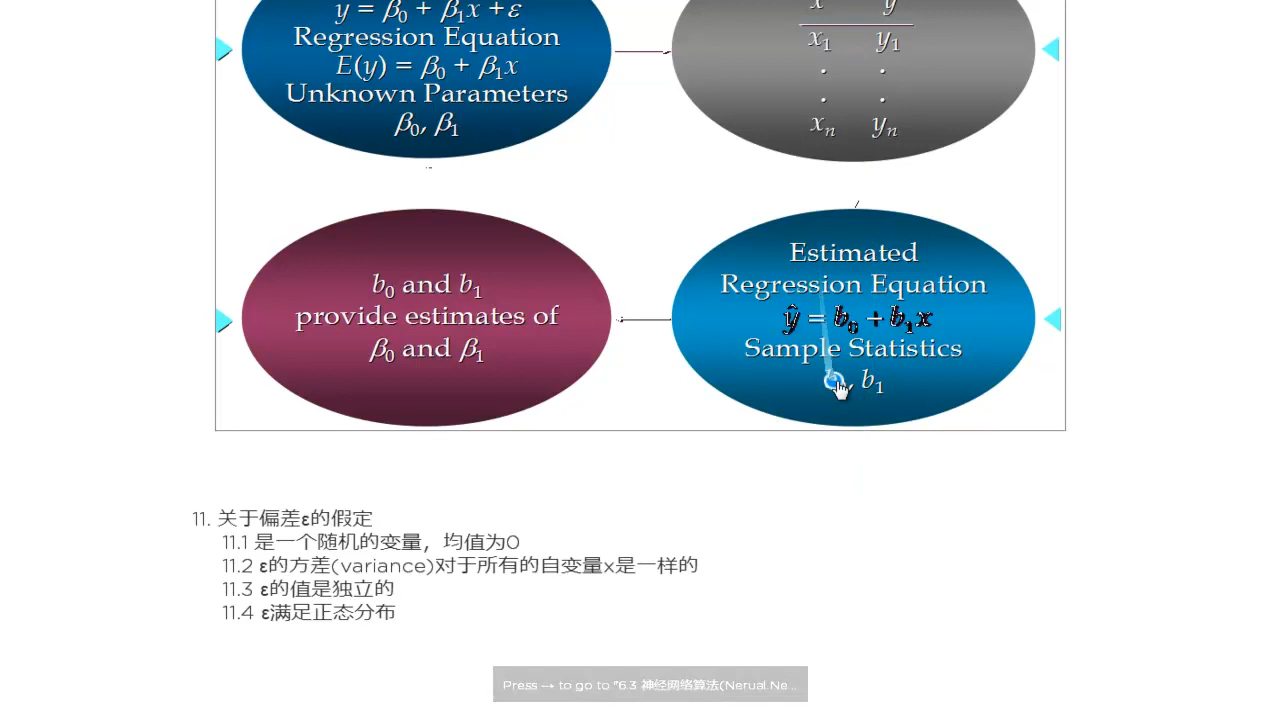 y = β0 + β1x + ε
Regression Equation
E(y) = β0 + β1x
Unknown Parameters
β0, β1
x y
x1 y1
. .
. .
xn yn
b0 and b1
provide estimates of
β0 and β1
Estimated
Regression Equation
ŷ = b0 + b1x
Sample Statistics
, b1
11. 关于偏差ε的假定
11.1 是一个随机的变量，均值为0
11.2 ε的方差(variance)对于所有的自变量x是一样的
11.3 ε的值是独立的
11.4 ε满足正态分布
Press → to go to "6.3 神经网络算法(Nerual.Ne...